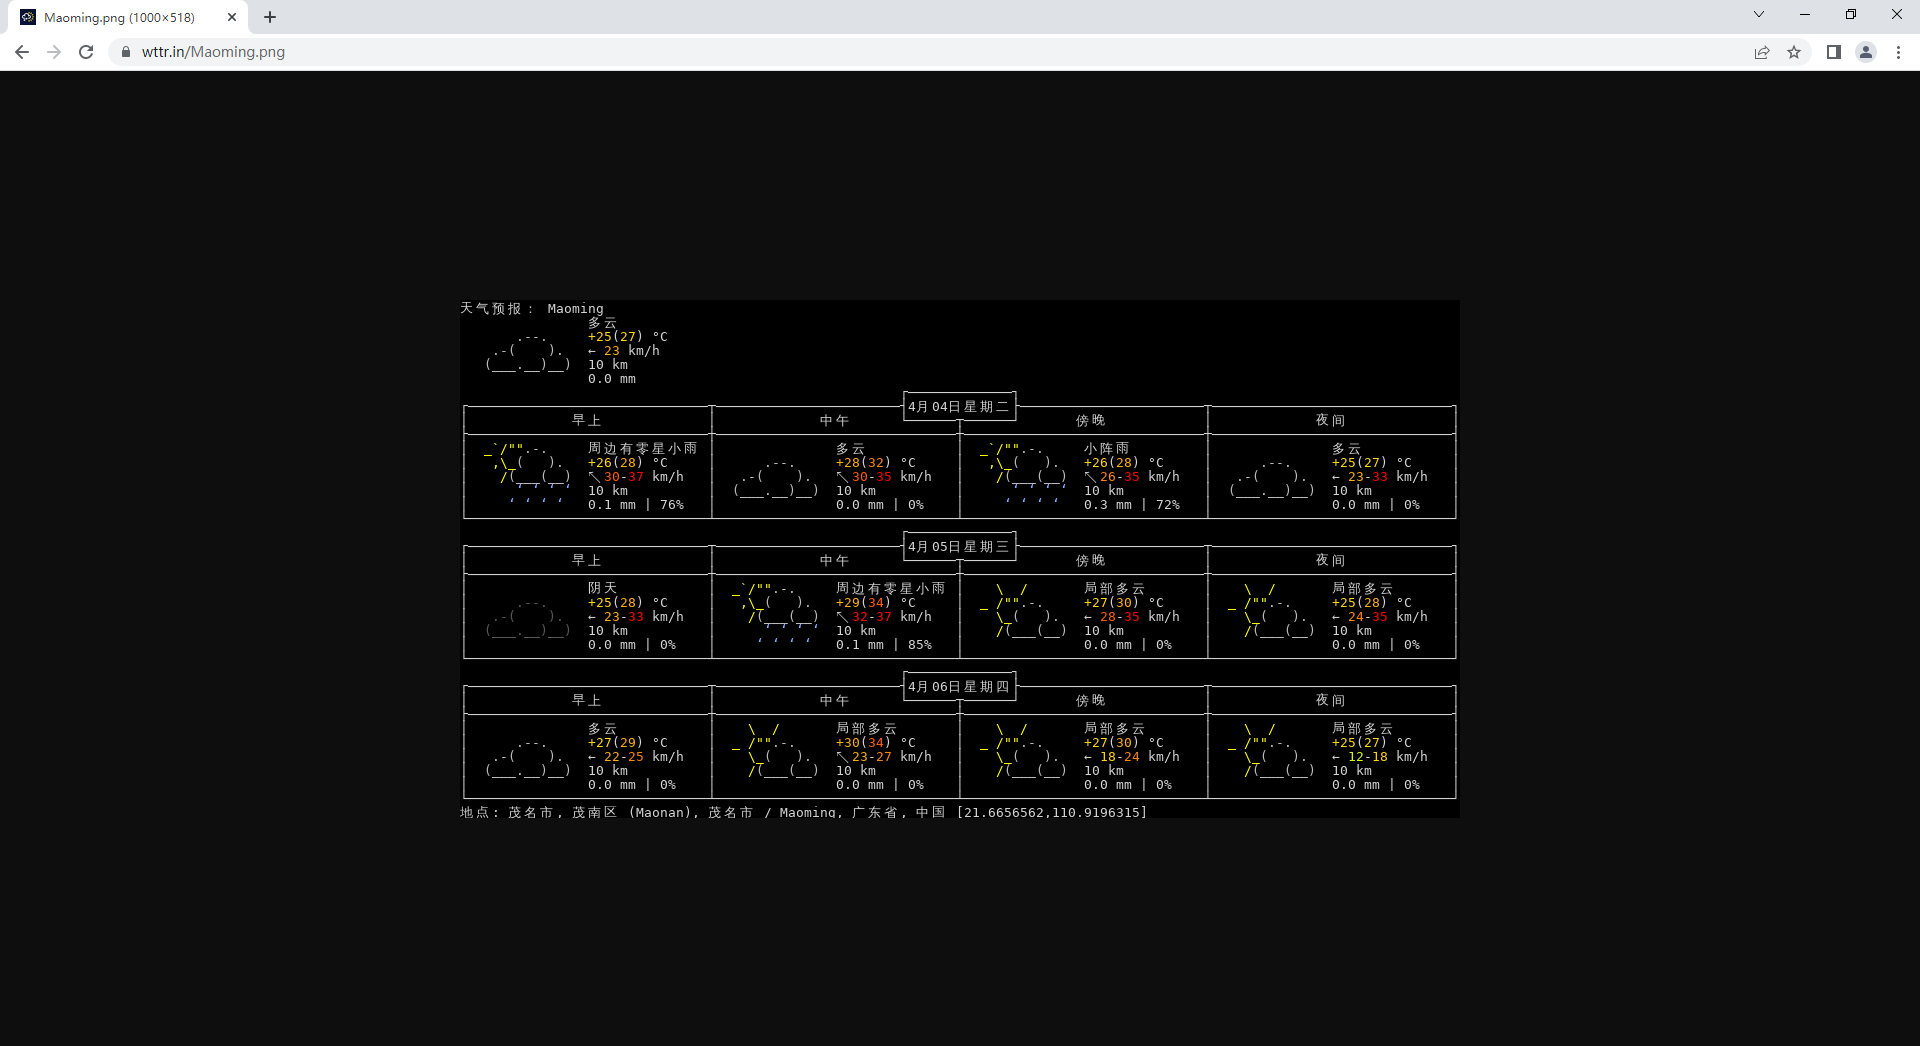 Maoming.png (1000×518)
wttr.in/Maoming.png
天气预报： Maoming
多云
+25(27) °C
← 23 km/h
10 km
0.0 mm
4月04日星期二
早上 中午 傍晚 夜间
周边有零星小雨 多云 小阵雨 多云
+26(28) °C +28(32) °C +26(28) °C +25(27) °C
↖ 30-37 km/h ↖ 30-35 km/h ↖ 26-35 km/h ← 23-33 km/h
10 km 10 km 10 km 10 km
0.1 mm | 76% 0.0 mm | 0% 0.3 mm | 72% 0.0 mm | 0%
4月05日星期三
早上 中午 傍晚 夜间
阴天 周边有零星小雨 局部多云 局部多云
+25(28) °C +29(34) °C +27(30) °C +25(28) °C
← 23-33 km/h ↖ 32-37 km/h ← 28-35 km/h ← 24-35 km/h
10 km 10 km 10 km 10 km
0.0 mm | 0% 0.1 mm | 85% 0.0 mm | 0% 0.0 mm | 0%
4月06日星期四
早上 中午 傍晚 夜间
多云 局部多云 局部多云 局部多云
+27(29) °C +30(34) °C +27(30) °C +25(27) °C
← 22-25 km/h ↖ 23-27 km/h ← 18-24 km/h ← 12-18 km/h
10 km 10 km 10 km 10 km
0.0 mm | 0% 0.0 mm | 0% 0.0 mm | 0% 0.0 mm | 0%
地点: 茂名市, 茂南区 (Maonan), 茂名市 / Maoming, 广东省, 中国 [21.6656562,110.9196315]